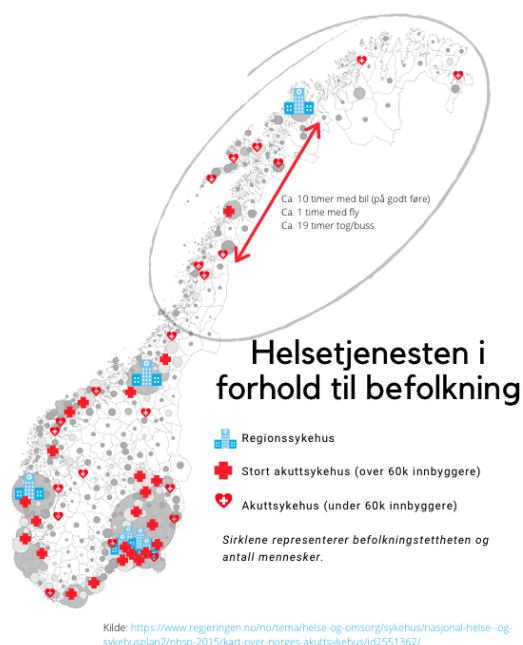 Ca. 10 timer med bil (på godt føre)
Ca. 1 time med fly
Ca. 19 timer tog/buss
Helsetjenesten i
forhold til befolkning
Regionssykehus
Stort akuttsykehus (over 60k innbyggere)
Akuttsykehus (under 60k innbyggere)
Sirklene representerer befolkningstettheten og
antall mennesker.
Kilde: https://www.regjeringen.no/no/tema/helse-og-omsorg/sykehus/nasjonal-helse--og-
sykehusplan2/nhsp-2015/kart-over-norges-akuttsykehus/id2551362/